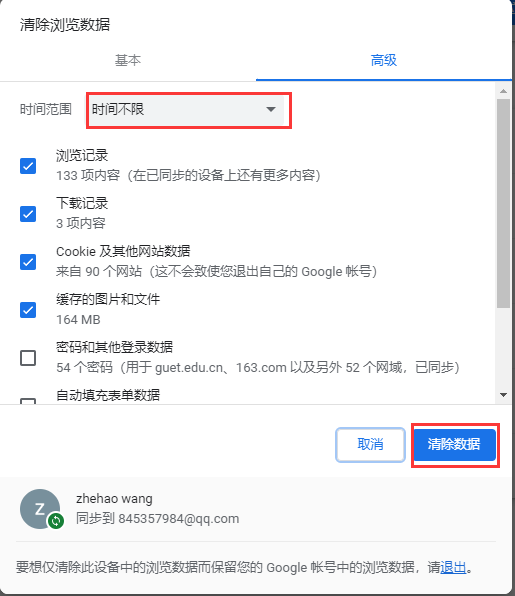 清除浏览数据
基本
高级
时间范围
时间不限
浏览记录
133 项内容（在已同步的设备上还有更多内容）
下载记录
3 项内容
Cookie 及其他网站数据
来自 90 个网站（这不会致使您退出自己的 Google 帐号）
缓存的图片和文件
164 MB
密码和其他登录数据
54 个密码（用于 guet.edu.cn、163.com 以及另外 52 个网域，已同步）
自动填充表单数据
取消
清除数据
Z
zhehao wang
同步到 845357984@qq.com
要想仅清除此设备中的浏览数据而保留您的 Google 帐号中的浏览数据，请退出。